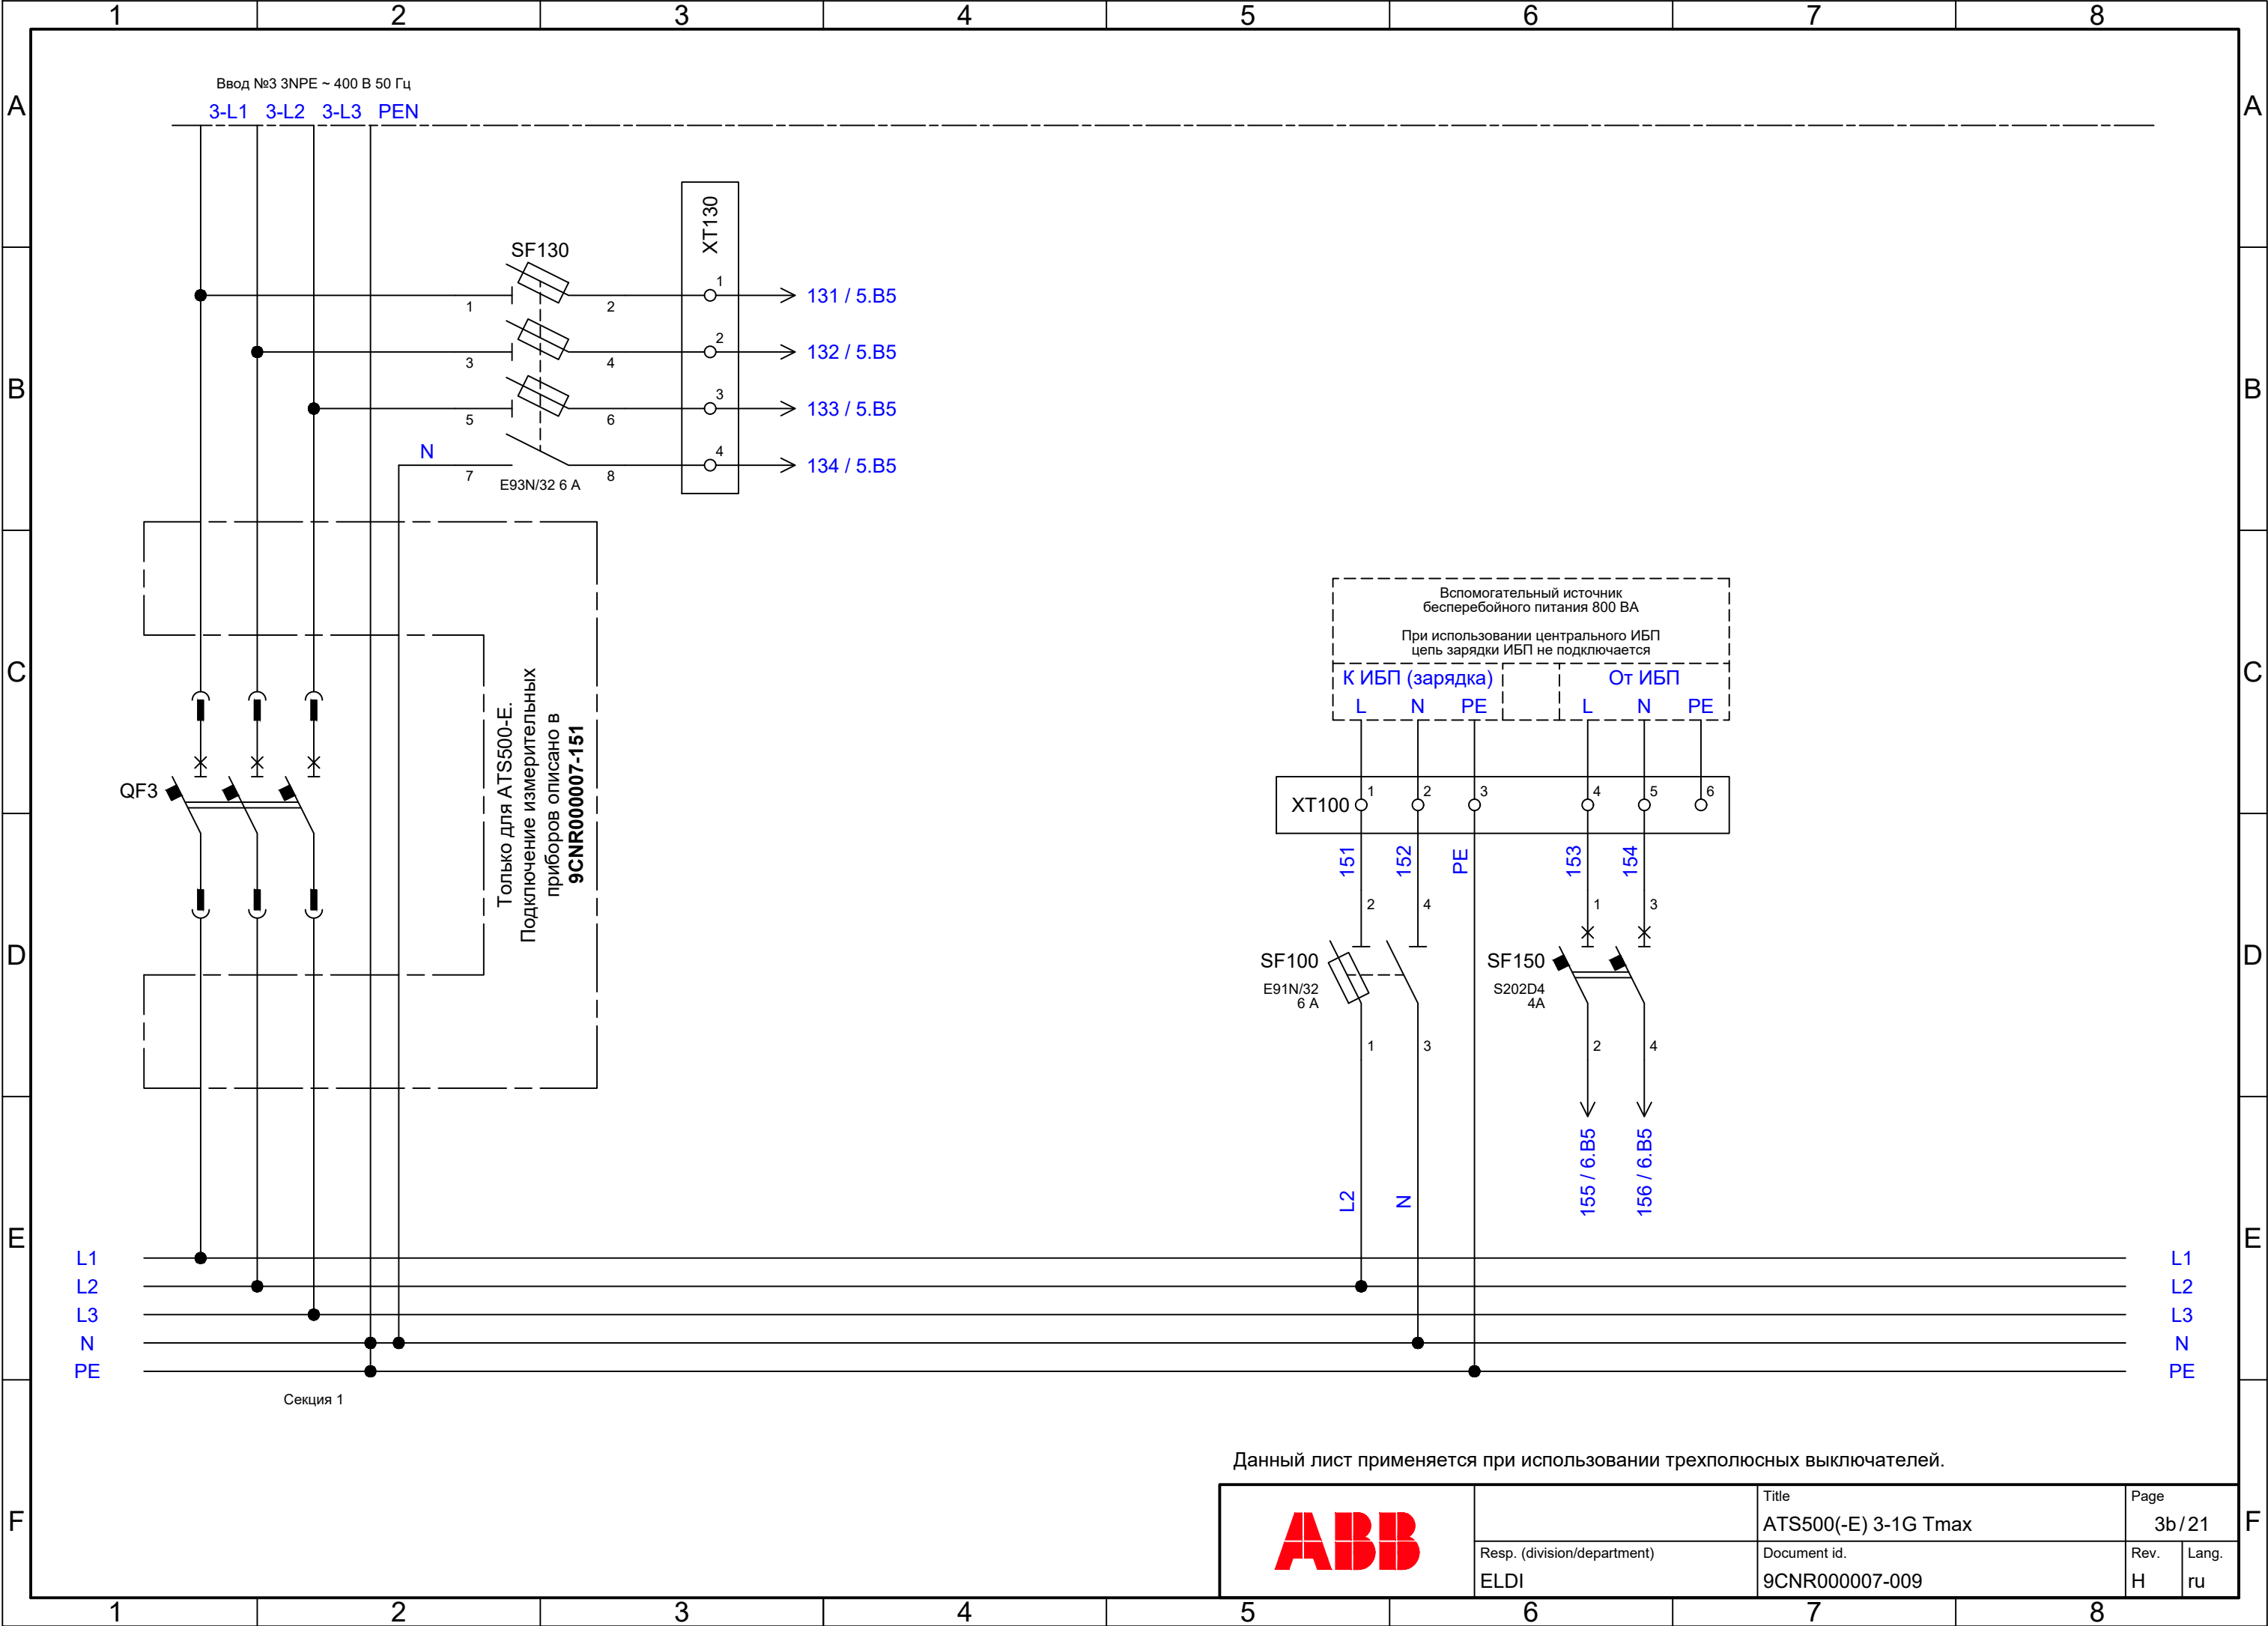 1 2 3 4 5 6 7 8
A A
Ввод №3 3NPE ~ 400 В 50 Гц
3-L1 3-L2 3-L3 PEN
XT130
SF130
1 2 1 131 / 5.B5
3 4 2 132 / 5.B5
B B
5 6 3 133 / 5.B5
N
7 8 4 134 / 5.B5
E93N/32 6 A
Вспомогательный источник
бесперебойного питания 800 ВА
При использовании центрального ИБП
цепь зарядки ИБП не подключается
C C
К ИБП (зарядка) От ИБП
L N PE L N PE
Только для ATS500-E.
Подключение измерительных
приборов описано в
9CNR000007-151
QF3
XT100 1 2 3 4 5 6
151 152 PE 153 154
2 4 1 3
D D
SF100
E91N/32
6 A
SF150
S202D4
4A
1 3 2 4
155 / 6.B5
156 / 6.B5
L2 N
E E
L1 L1
L2 L2
L3 L3
N N
PE PE
Секция 1
Данный лист применяется при использовании трехполюсных выключателей.
F F
ABB
Title
ATS500(-E) 3-1G Tmax
Page
3b / 21
Resp. (division/department)
ELDI
Document id.
9CNR000007-009
Rev.
H
Lang.
ru
1 2 3 4 5 6 7 8